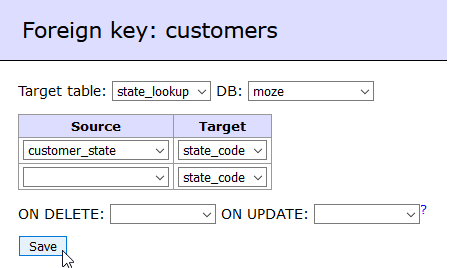 Foreign key: customers
Target table: state_lookup DB: moze
Source Target
customer_state state_code
state_code
ON DELETE: ON UPDATE: ?
Save